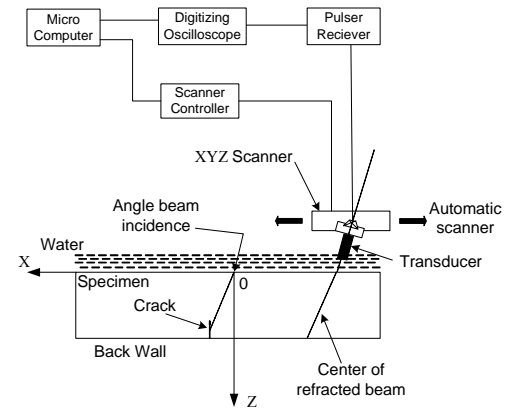 Micro
Computer
Digitizing
Oscilloscope
Pulser
Reciever
Scanner
Controller
XYZ Scanner
Angle beam
incidence
Automatic
scanner
Water
Transducer
X
Specimen
0
Crack
Back Wall
Center of
refracted beam
Z